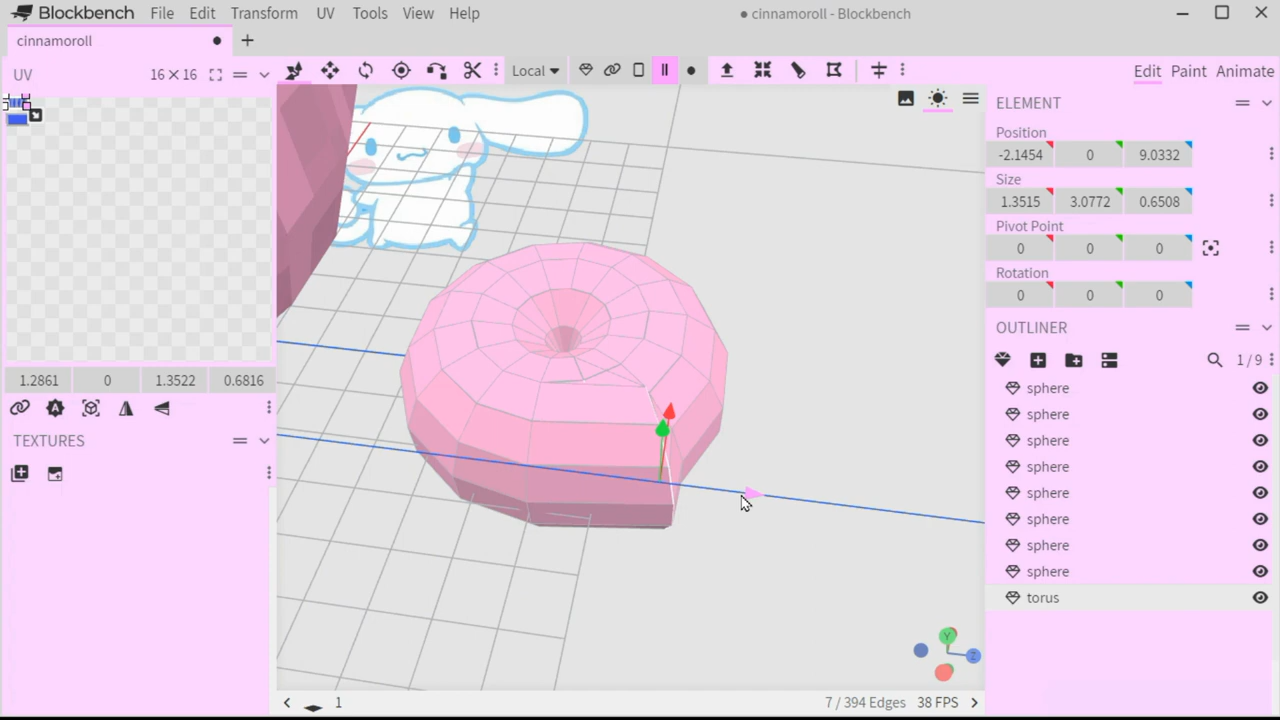 Blockbench File Edit Transform UV Tools View Help
● cinnamoroll - Blockbench
cinnamoroll
UV 16×16
Local
Edit Paint Animate
1.2861 0 1.3522 0.6816
TEXTURES
ELEMENT
Position
-2.1454 0 9.0332
Size
1.3515 3.0772 0.6508
Pivot Point
0 0 0
Rotation
0 0 0
OUTLINER
1/9
sphere
sphere
sphere
sphere
sphere
sphere
sphere
sphere
torus
Y
Z
1 7 / 394 Edges 38 FPS